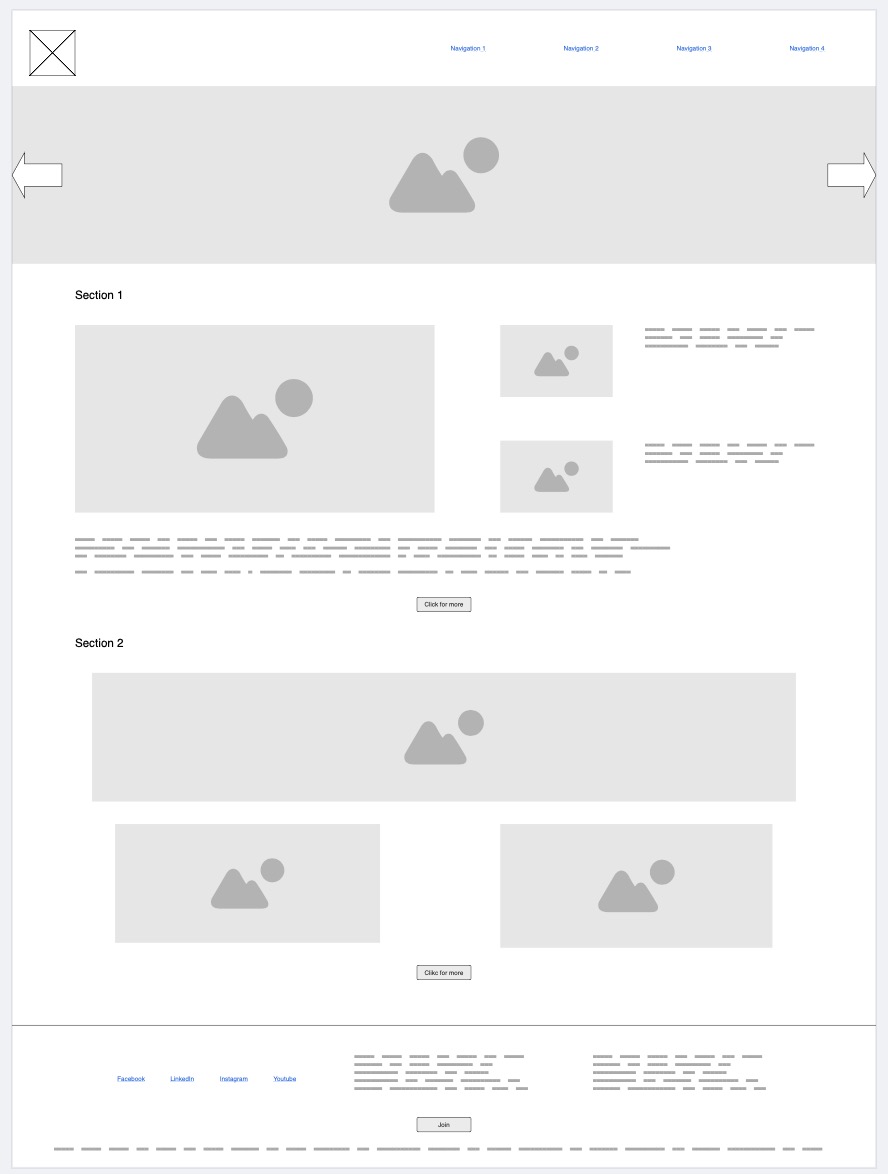 Navigation 1 Navigation 2 Navigation 3 Navigation 4
Section 1
Click for more
Section 2
Clikc for more
Facebook LinkedIn Instagram Youtube
Join